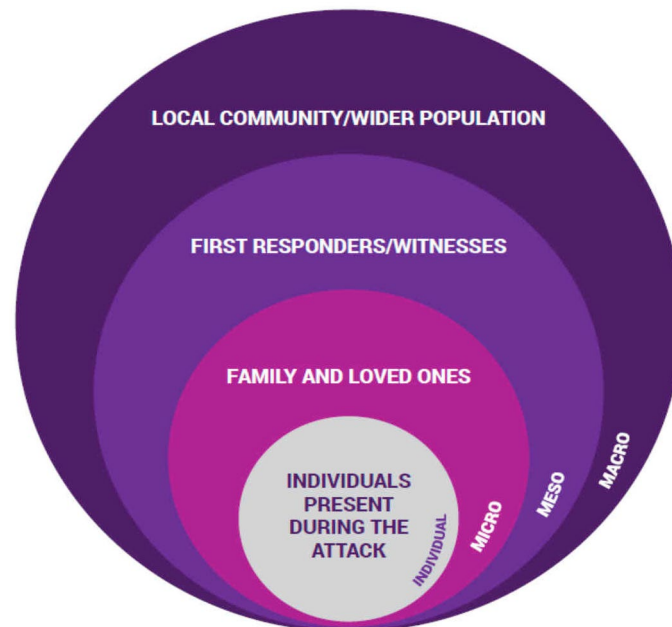 LOCAL COMMUNITY/WIDER POPULATION
FIRST RESPONDERS/WITNESSES
FAMILY AND LOVED ONES
INDIVIDUALS
PRESENT
DURING THE
ATTACK
INDIVIDUAL
MICRO
MESO
MACRO